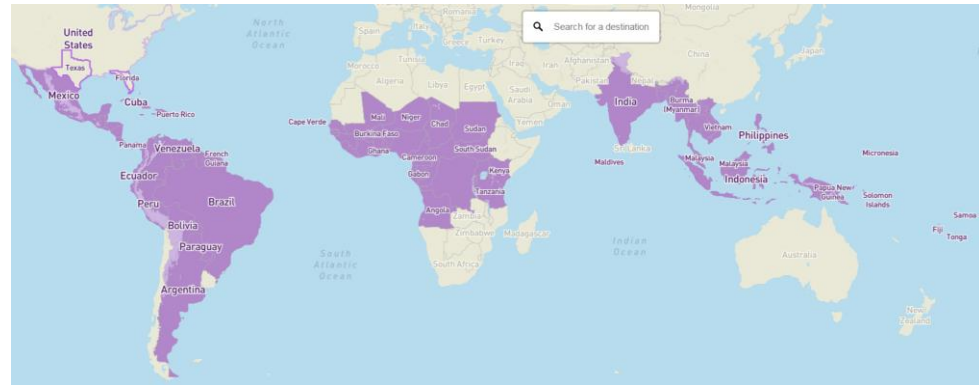 North
Atlantic
Ocean
Search for a destination
Mongolia
Romania
Spain
Italy
Greece
Turkey
China
Japan
Morocco
Tunisia
Iraq
Iran
Afghanistan
Algeria
Libya
Egypt
Saudi
Arabia
Pakistan
Nepal
Oman
Yemen
United
States
Texas
Florida
Mexico
Cuba
Puerto Rico
Cape Verde
Mali
Niger
Chad
Sudan
Burkina Faso
Ghana
Cameroon
South Sudan
Gabon
Kenya
Tanzania
Angola
Zambia
Zimbabwe
Madagascar
South Africa
India
Burma
(Myanmar)
Vietnam
Philippines
Sri Lanka
Maldives
Malaysia
Malaysia
Indonesia
Micronesia
Papua New
Guinea
Solomon
Islands
Samoa
Fiji
Tonga
Panama
Venezuela
French
Guiana
Ecuador
Peru
Brazil
Bolivia
Paraguay
Argentina
South
Atlantic
Ocean
Indian
Ocean
Australia
New
Zealand